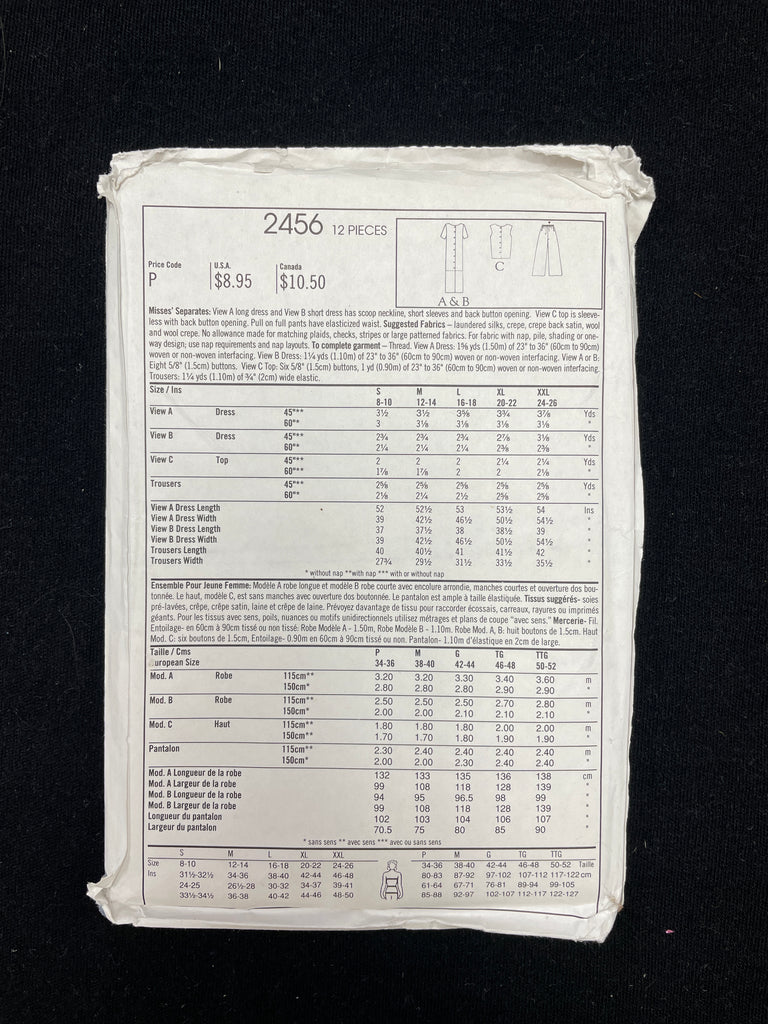 2456 12 PIECES
Price Code
P
U.S.A.
$8.95
Canada
$10.50
C
A & B
Misses' Separates: View A long dress and View B short dress has scoop neckline, short sleeves and back button opening. View C top is sleeve-
less with back button opening. Pull on full pants have elasticized waist. Suggested Fabrics – laundered silks, crepe, crepe back satin, wool
and wool crepe. No allowance made for matching plaids, checks, stripes or large patterned fabrics. For fabric with nap, pile, shading or one-
way design; use nap requirements and nap layouts. To complete garment – Thread. View A Dress: 1⅝ yds (1.50m) of 23" to 36" (60cm to 90cm)
woven or non-woven interfacing. View B Dress: 1¼ yds (1.10m) of 23" to 36" (60cm to 90cm) woven or non-woven interfacing. View A or B:
Eight 5/8" (1.5cm) buttons. View C Top: Six 5/8" (1.5cm) buttons, 1 yd (0.90m) of 23" to 36" (60cm to 90cm) woven or non-woven interfacing.
Trousers: 1¼ yds (1.10m) of ¾" (2cm) wide elastic.
Size / Ins S M L XL XXL
8-10 12-14 16-18 20-22 24-26
View A Dress 45"** 3½ 3½ 3⅝ 3¾ 3⅞ Yds
60"* 3 3⅛ 3⅛ 3⅛ 3⅛ "
View B Dress 45"** 2¾ 2¾ 2¾ 2⅞ 3⅛ Yds
60"* 2¼ 2¼ 2¼ 2⅜ 2⅜ "
View C Top 45"** 2 2 2 2¼ 2¼ Yds
60"** 1⅞ 1⅞ 2 2 2⅛ "
Trousers 45"** 2⅝ 2⅝ 2⅝ 2⅝ 2⅝ Yds
60"* 2⅛ 2¼ 2½ 2⅝ 2⅝ "
View A Dress Length 52 52½ 53 53½ 54 Ins
View A Dress Width 39 42½ 46½ 50½ 54½ "
View B Dress Length 37 37½ 38 38½ 39 "
View B Dress Width 39 42½ 46½ 50½ 54½ "
Trousers Length 40 40½ 41 41½ 42 "
Trousers Width 27¾ 29½ 31½ 33½ 35½ "
* without nap **with nap *** with or without nap
Ensemble Pour Jeune Femme: Modèle A robe longue et modèle B robe courte avec encolure arrondie, manches courtes et ouverture dos bou-
tonnée. Le haut, modèle C, est sans manches avec ouverture dos boutonnée. Le pantalon est ample à taille élastiquée. Tissus suggérés- soies
pré-lavées, crêpe, crêpe satin, laine et crêpe de laine. Prévoyez davantage de tissu pour raccorder écossais, carreaux, rayures ou imprimés
géants. Pour les tissus avec sens, poils, nuances ou motifs unidirectionnels utilisez métrages et plans de coupe "avec sens." Mercerie- Fil.
Entoilage- en 60cm à 90cm tissé ou non tissé: Robe Modèle A - 1.50m, Robe Modèle B - 1.10m. Robe Mod. A, B: huit boutons de 1.5cm. Haut
Mod. C: six boutons de 1.5cm, Entoilage- 0.90m en 60cm à 90cm tissé ou non. Pantalon- 1.10m d'élastique en 2cm de large.
Taille / Cms P M G TG TTG
uropean Size 34-36 38-40 42-44 46-48 50-52
Mod. A Robe 115cm** 3.20 3.20 3.30 3.40 3.60 m
150cm* 2.80 2.80 2.80 2.90 2.90 "
Mod. B Robe 115cm** 2.50 2.50 2.50 2.70 2.80 m
150cm* 2.00 2.00 2.10 2.10 2.10 "
Mod. C Haut 115cm** 1.80 1.80 1.80 2.00 2.00 m
150cm** 1.70 1.70 1.80 1.90 1.90 "
Pantalon 115cm** 2.30 2.40 2.40 2.40 2.40 m
150cm* 2.00 2.00 2.30 2.40 2.40 "
Mod. A Longueur de la robe 132 133 135 136 138 cm
Mod. A Largeur de la robe 99 108 118 128 139 "
Mod. B Longueur de la robe 94 95 96.5 98 99 "
Mod. B Largeur de la robe 99 108 118 128 139 "
Longueur du pantalon 102 103 104 106 107 "
Largeur du pantalon 70.5 75 80 85 90 "
* sans sens ** avec sens *** avec ou sans sens
S M L XL XXL P M G TG TTG
Size 8-10 12-14 16-18 20-22 24-26 34-36 38-40 42-44 46-48 50-52 Taille
Ins 31½-32½ 34-36 38-40 42-44 46-48 80-83 87-92 97-102 107-112 117-122 cm
24-25 26½-28 30-32 34-37 39-41 61-64 67-71 76-81 89-94 99-105
33½-34½ 36-38 40-42 44-46 48-50 85-88 92-97 102-107 112-117 122-127